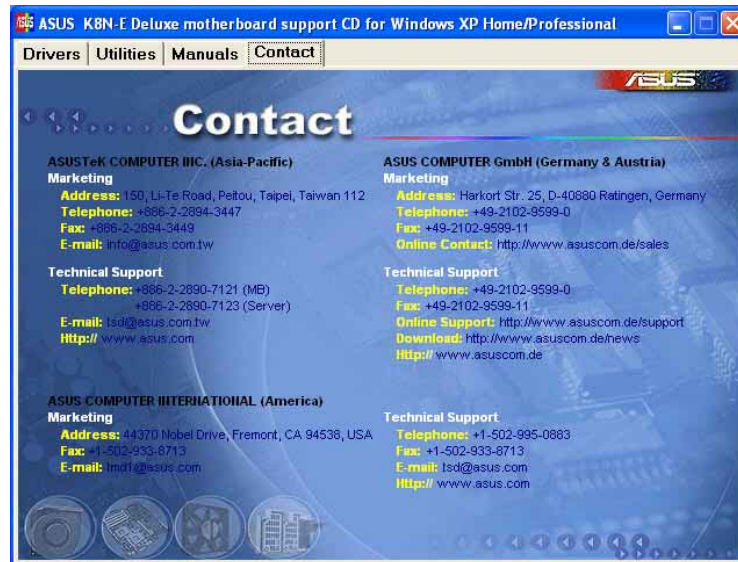 ASUS K8N-E Deluxe motherboard support CD for Windows XP Home/Professional
Drivers Utilities Manuals Contact
ASUS
Contact
ASUSTeK COMPUTER INC. (Asia-Pacific)
Marketing
Address: 150, Li-Te Road, Peitou, Taipei, Taiwan 112
Telephone: +886-2-2894-3447
Fax: +886-2-2894-3449
E-mail: info@asus.com.tw
Technical Support
Telephone: +886-2-2890-7121 (MB)
+886-2-2890-7123 (Server)
E-mail: tsd@asus.com.tw
Http:// www.asus.com
ASUS COMPUTER GmbH (Germany & Austria)
Marketing
Address: Harkort Str. 25, D-40880 Ratingen, Germany
Telephone: +49-2102-9599-0
Fax: +49-2102-9599-11
Online Contact: http://www.asuscom.de/sales
Technical Support
Telephone: +49-2102-9599-0
Fax: +49-2102-9599-11
Online Support: http://www.asuscom.de/support
Download: http://www.asuscom.de/news
Http:// www.asuscom.de
ASUS COMPUTER INTERNATIONAL (America)
Marketing
Address: 44370 Nobel Drive, Fremont, CA 94538, USA
Fax: +1-502-933-8713
E-mail: tmd1@asus.com
Technical Support
Telephone: +1-502-995-0883
Fax: +1-502-933-8713
E-mail: tsd@asus.com
Http:// www.asus.com